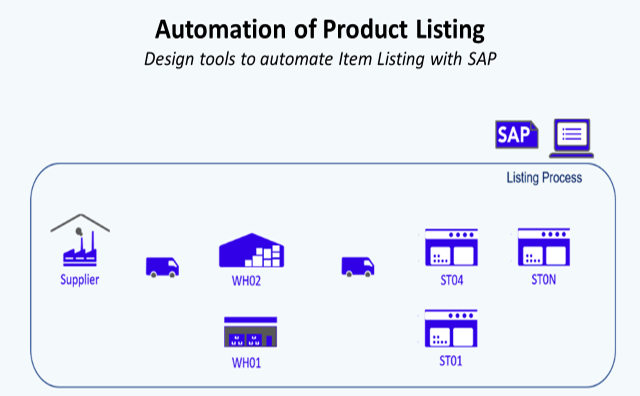 Automation of Product Listing
Design tools to automate Item Listing with SAP
SAP
Listing Process
Supplier
WH02
ST04
ST0N
WH01
ST01